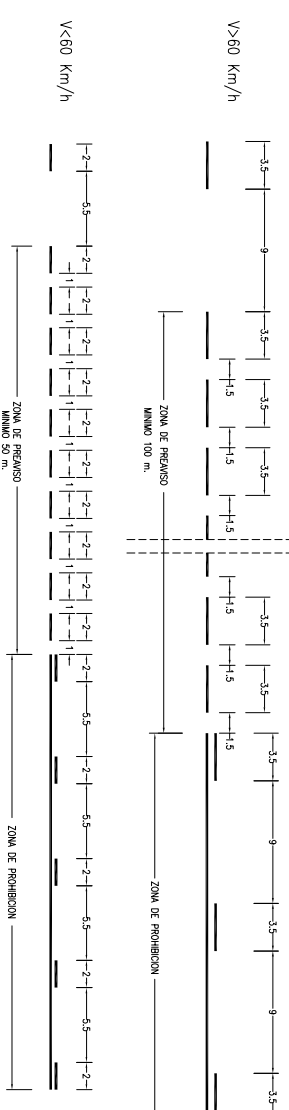 V>60 Km/h
3.5 9 3.5 3.5 3.5 3.5 3.5 3.5 9 3.5 9 3.5
1.5 1.5 1.5 1.5 1.5 1.5
ZONA DE PREAVISO
MINIMO 100 m.
ZONA DE PROHIBICION
V<60 Km/h
2 5.5 2 2 2 2 2 2 2 2 2 2 2 5.5 2 5.5 2 5.5 2 5.5 2
1 1 1 1 1 1 1 1 1 1
ZONA DE PREAVISO
MINIMO 50 m.
ZONA DE PROHIBICION